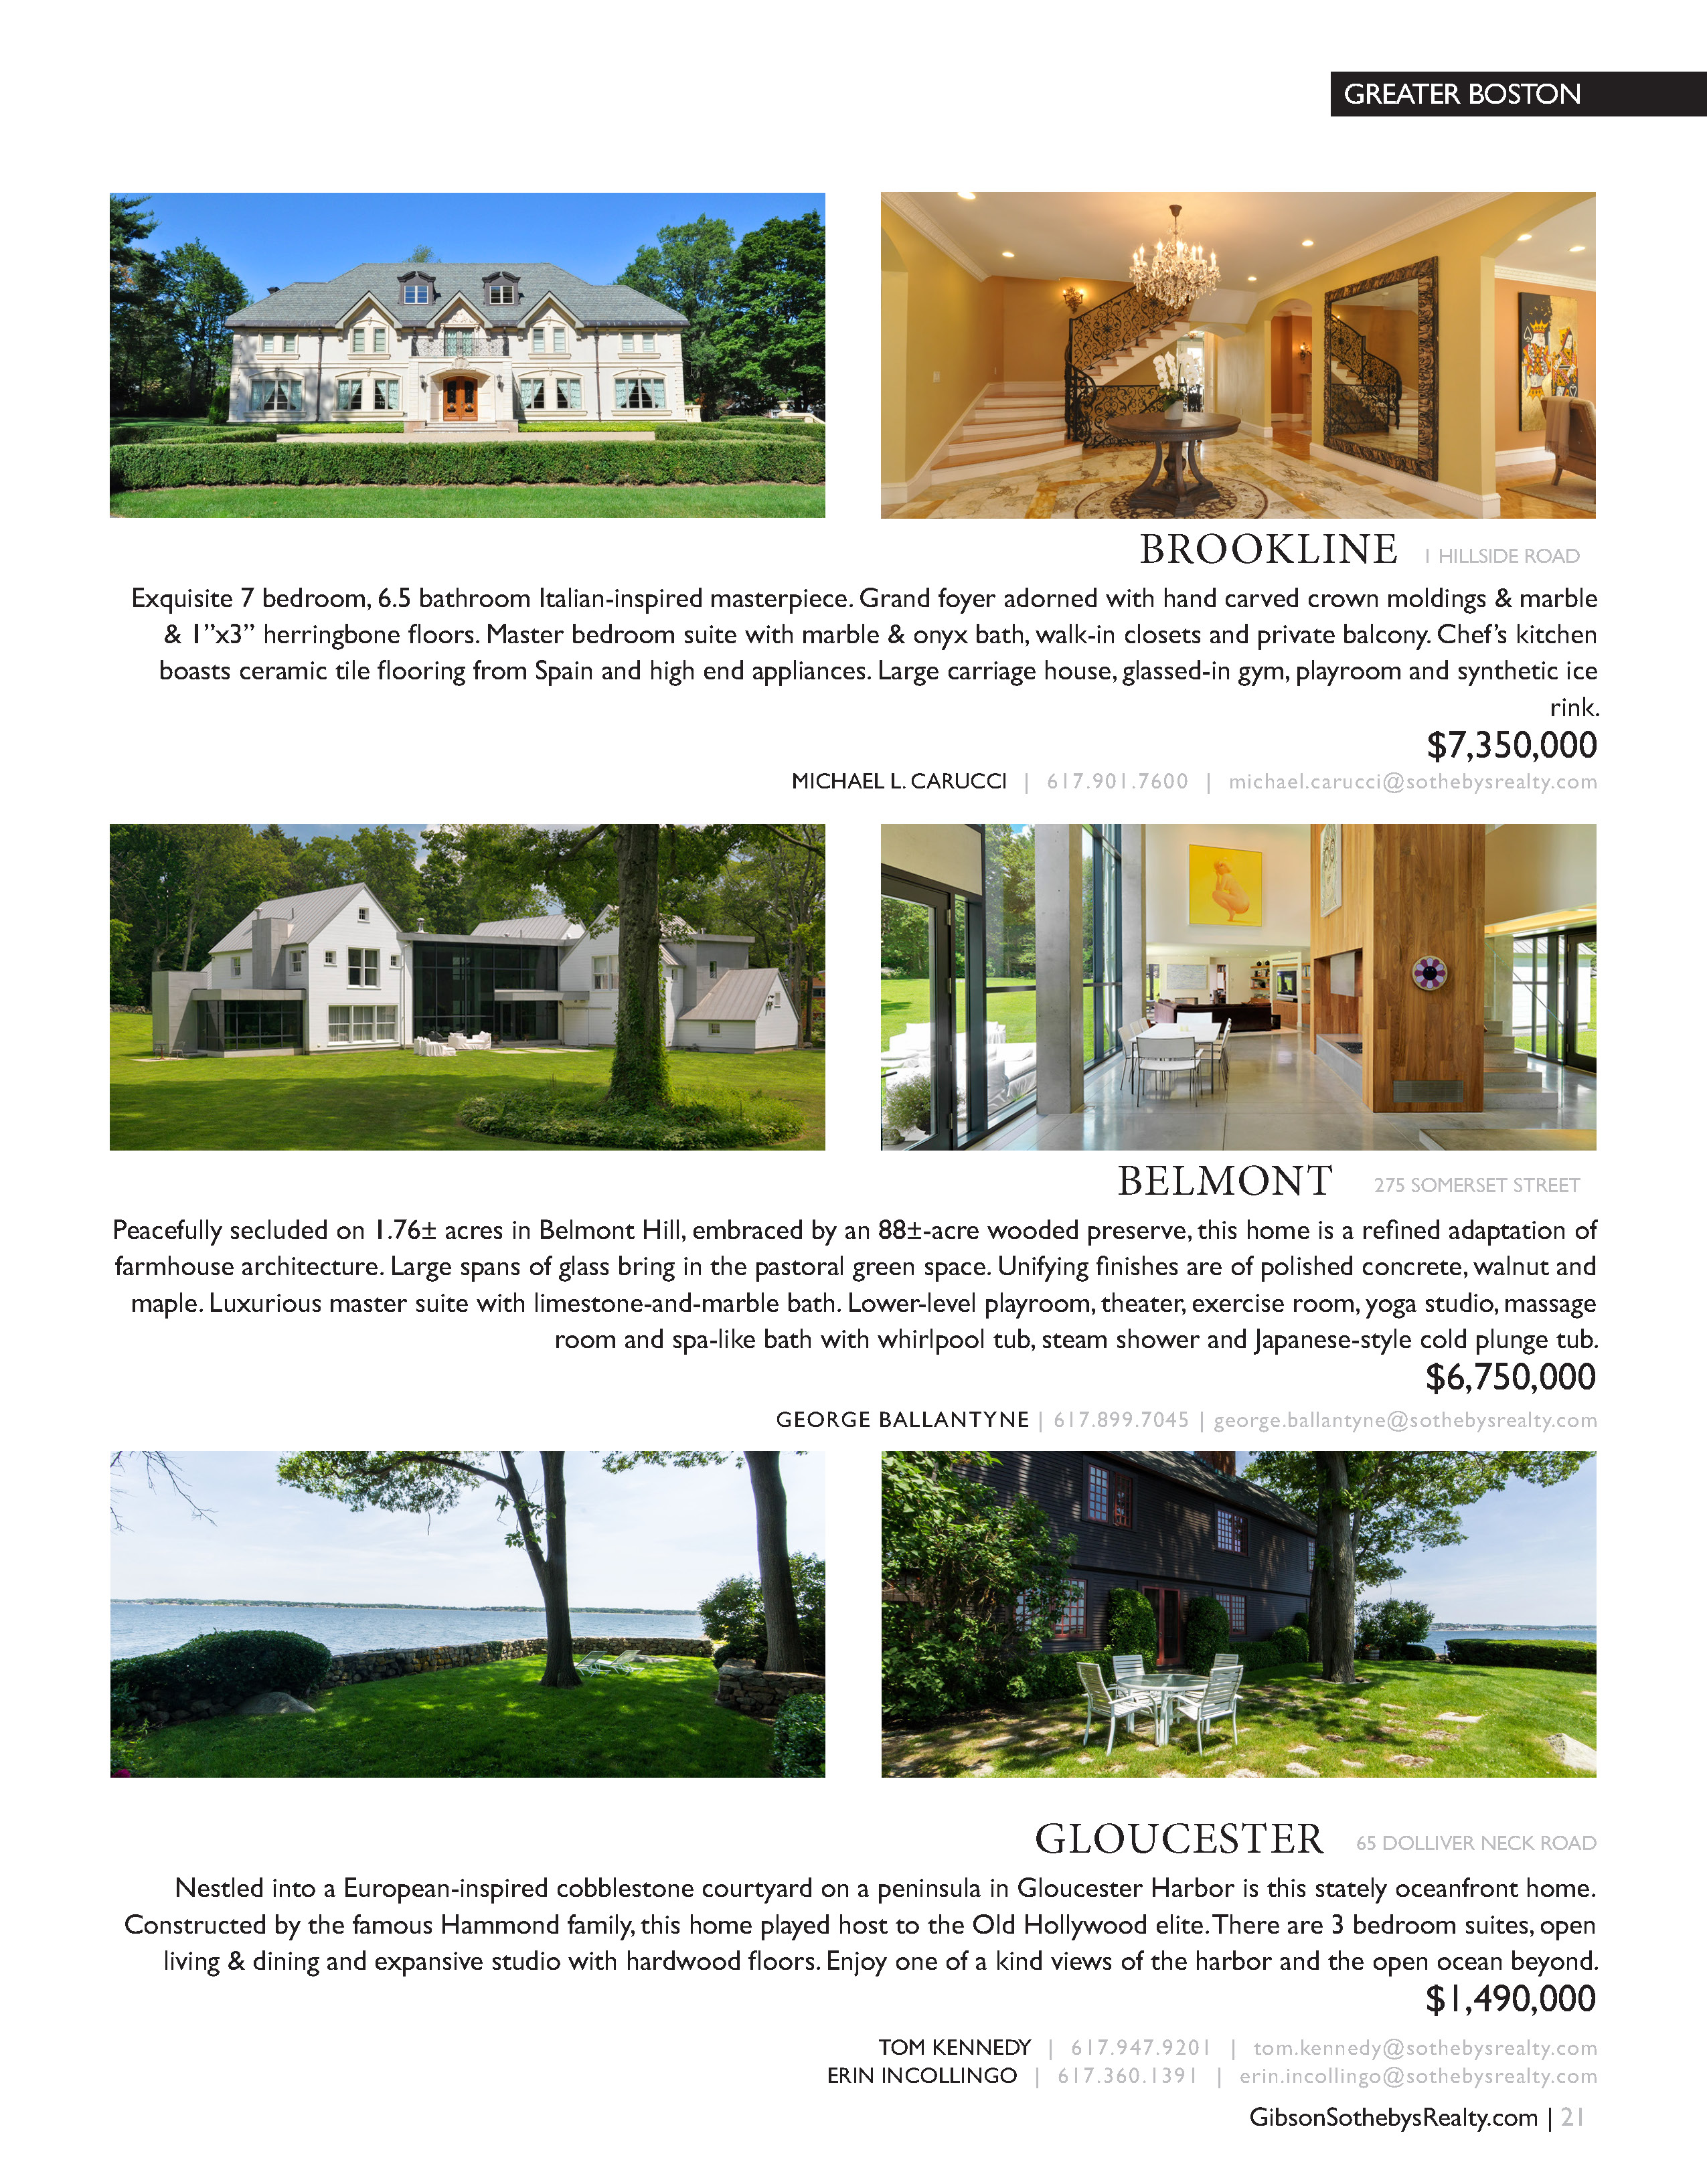 GREATER BOSTON
BROOKLINE 1 HILLSIDE ROAD
Exquisite 7 bedroom, 6.5 bathroom Italian-inspired masterpiece. Grand foyer adorned with hand carved crown moldings & marble
& 1”x3” herringbone floors. Master bedroom suite with marble & onyx bath, walk-in closets and private balcony. Chef’s kitchen
boasts ceramic tile flooring from Spain and high end appliances. Large carriage house, glassed-in gym, playroom and synthetic ice
rink.
$7,350,000
MICHAEL L. CARUCCI | 617.901.7600 | michael.carucci@sothebysrealty.com
BELMONT 275 SOMERSET STREET
Peacefully secluded on 1.76± acres in Belmont Hill, embraced by an 88±-acre wooded preserve, this home is a refined adaptation of
farmhouse architecture. Large spans of glass bring in the pastoral green space. Unifying finishes are of polished concrete, walnut and
maple. Luxurious master suite with limestone-and-marble bath. Lower-level playroom, theater, exercise room, yoga studio, massage
room and spa-like bath with whirlpool tub, steam shower and Japanese-style cold plunge tub.
$6,750,000
GEORGE BALLANTYNE | 617.899.7045 | george.ballantyne@sothebysrealty.com
GLOUCESTER 65 DOLLIVER NECK ROAD
Nestled into a European-inspired cobblestone courtyard on a peninsula in Gloucester Harbor is this stately oceanfront home.
Constructed by the famous Hammond family, this home played host to the Old Hollywood elite. There are 3 bedroom suites, open
living & dining and expansive studio with hardwood floors. Enjoy one of a kind views of the harbor and the open ocean beyond.
$1,490,000
TOM KENNEDY | 617.947.9201 | tom.kennedy@sothebysrealty.com
ERIN INCOLLINGO | 617.360.1391 | erin.incollingo@sothebysrealty.com
GibsonSothebysRealty.com | 21